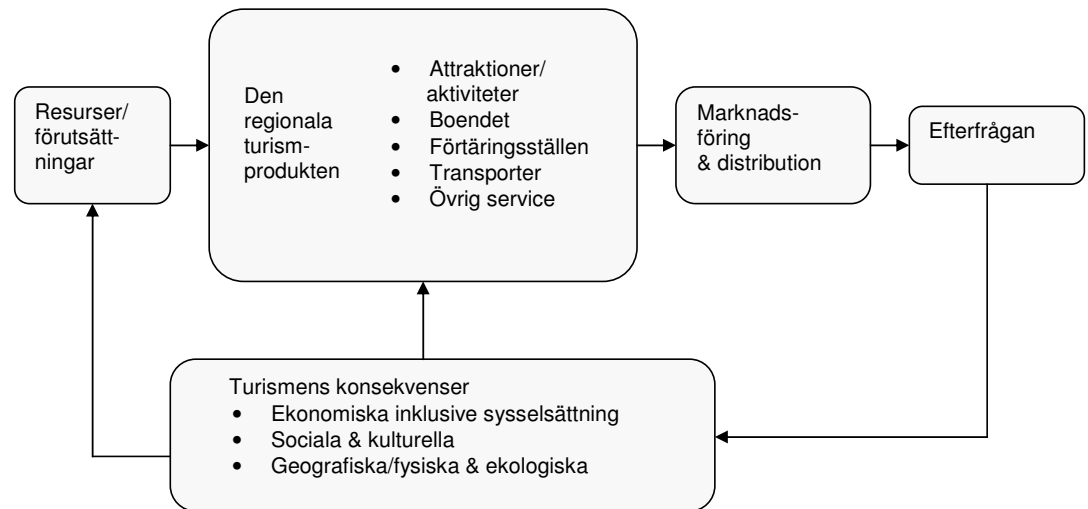 Resurser/
förutsätt-
ningar
Den
regionala
turism-
produkten
• Attraktioner/
aktiviteter
• Boendet
• Förtäringsställen
• Transporter
• Övrig service
Marknads-
föring
& distribution
Efterfrågan
Turismens konsekvenser
• Ekonomiska inklusive sysselsättning
• Sociala & kulturella
• Geografiska/fysiska & ekologiska